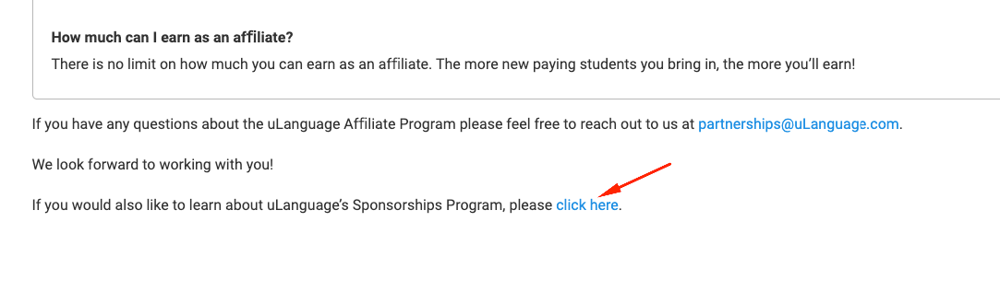 How much can I earn as an affiliate?
There is no limit on how much you can earn as an affiliate. The more new paying students you bring in, the more you’ll earn!
If you have any questions about the uLanguage Affiliate Program please feel free to reach out to us at partnerships@uLanguage.com.
We look forward to working with you!
If you would also like to learn about uLanguage’s Sponsorships Program, please click here.